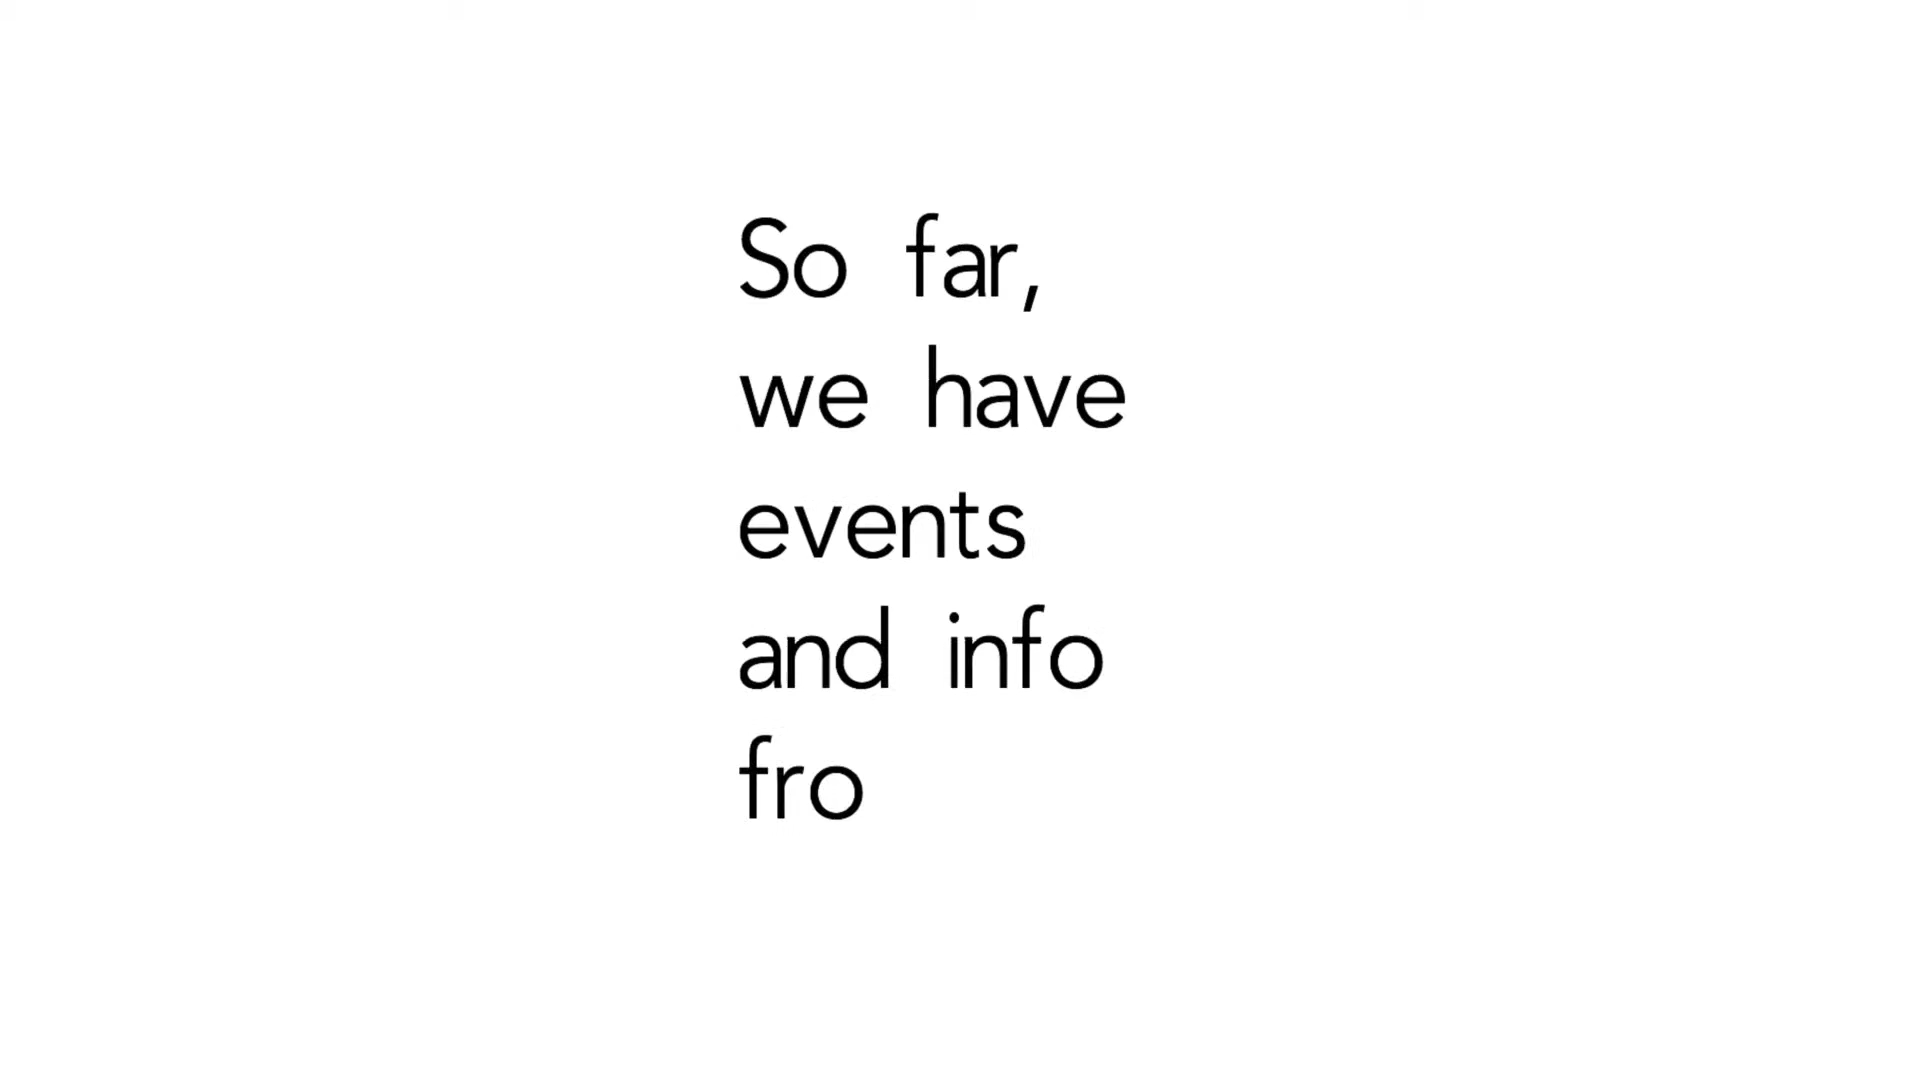 So far,
we have
events
and info
fro